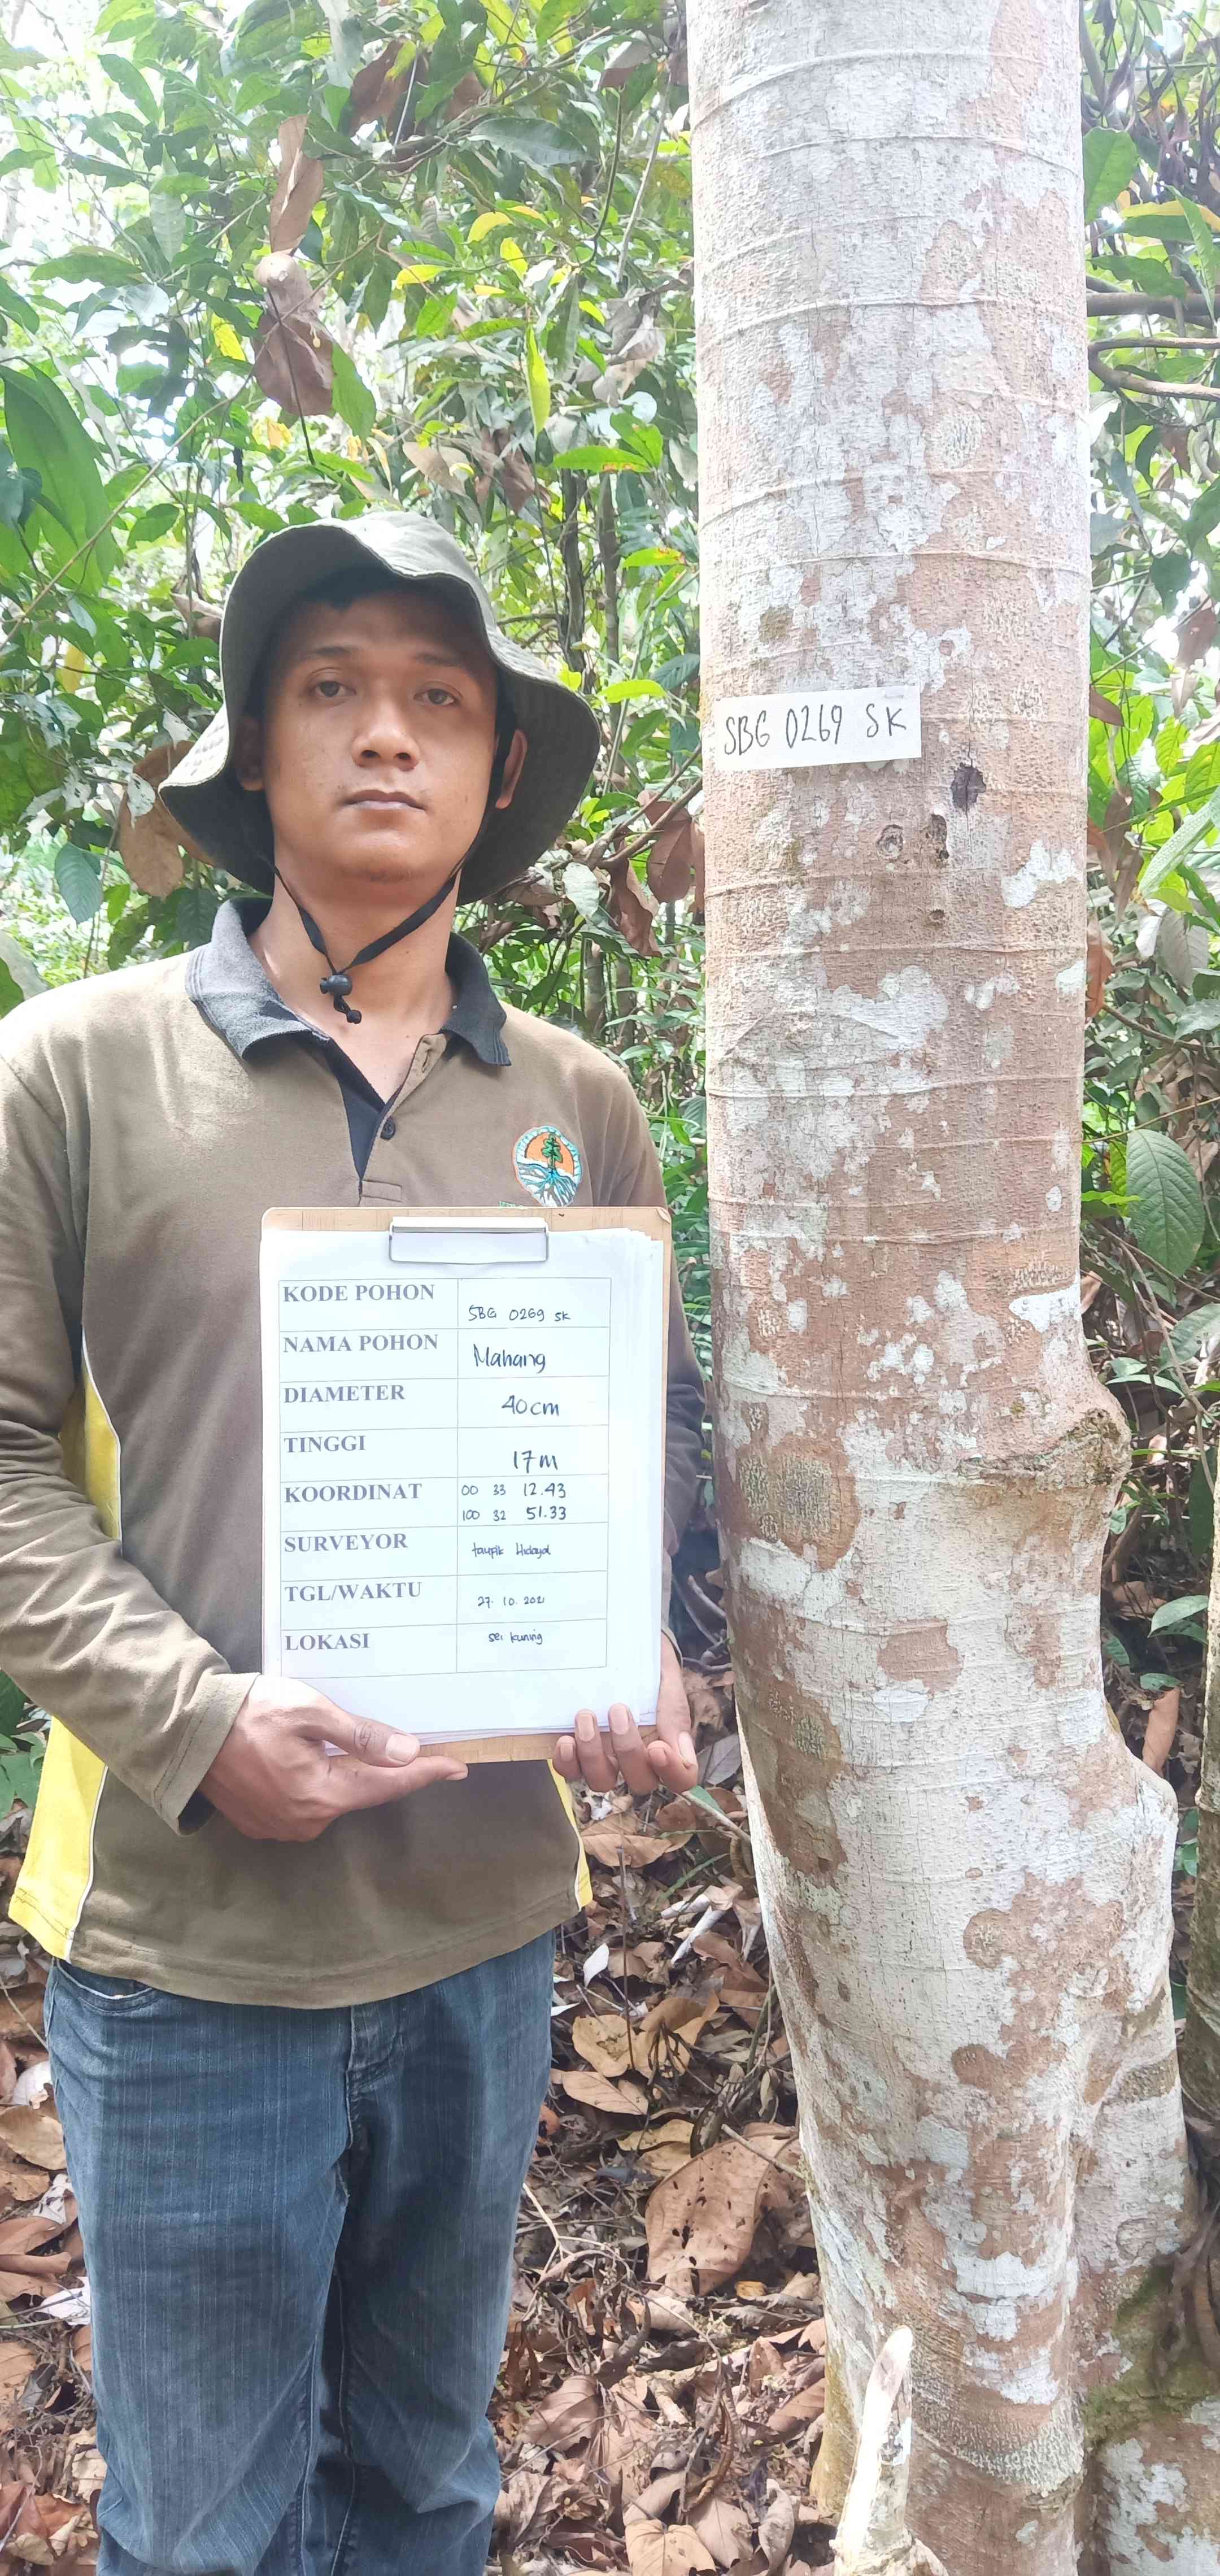 SBG 0269 SK
KODE POHON SBG 0269 SK
NAMA POHON Mahang
DIAMETER 40cm
TINGGI 17m
KOORDINAT 00 33 12.43
100 32 51.33
SURVEYOR taufik Hidayat
TGL/WAKTU 27. 10. 2021
LOKASI sei kuning